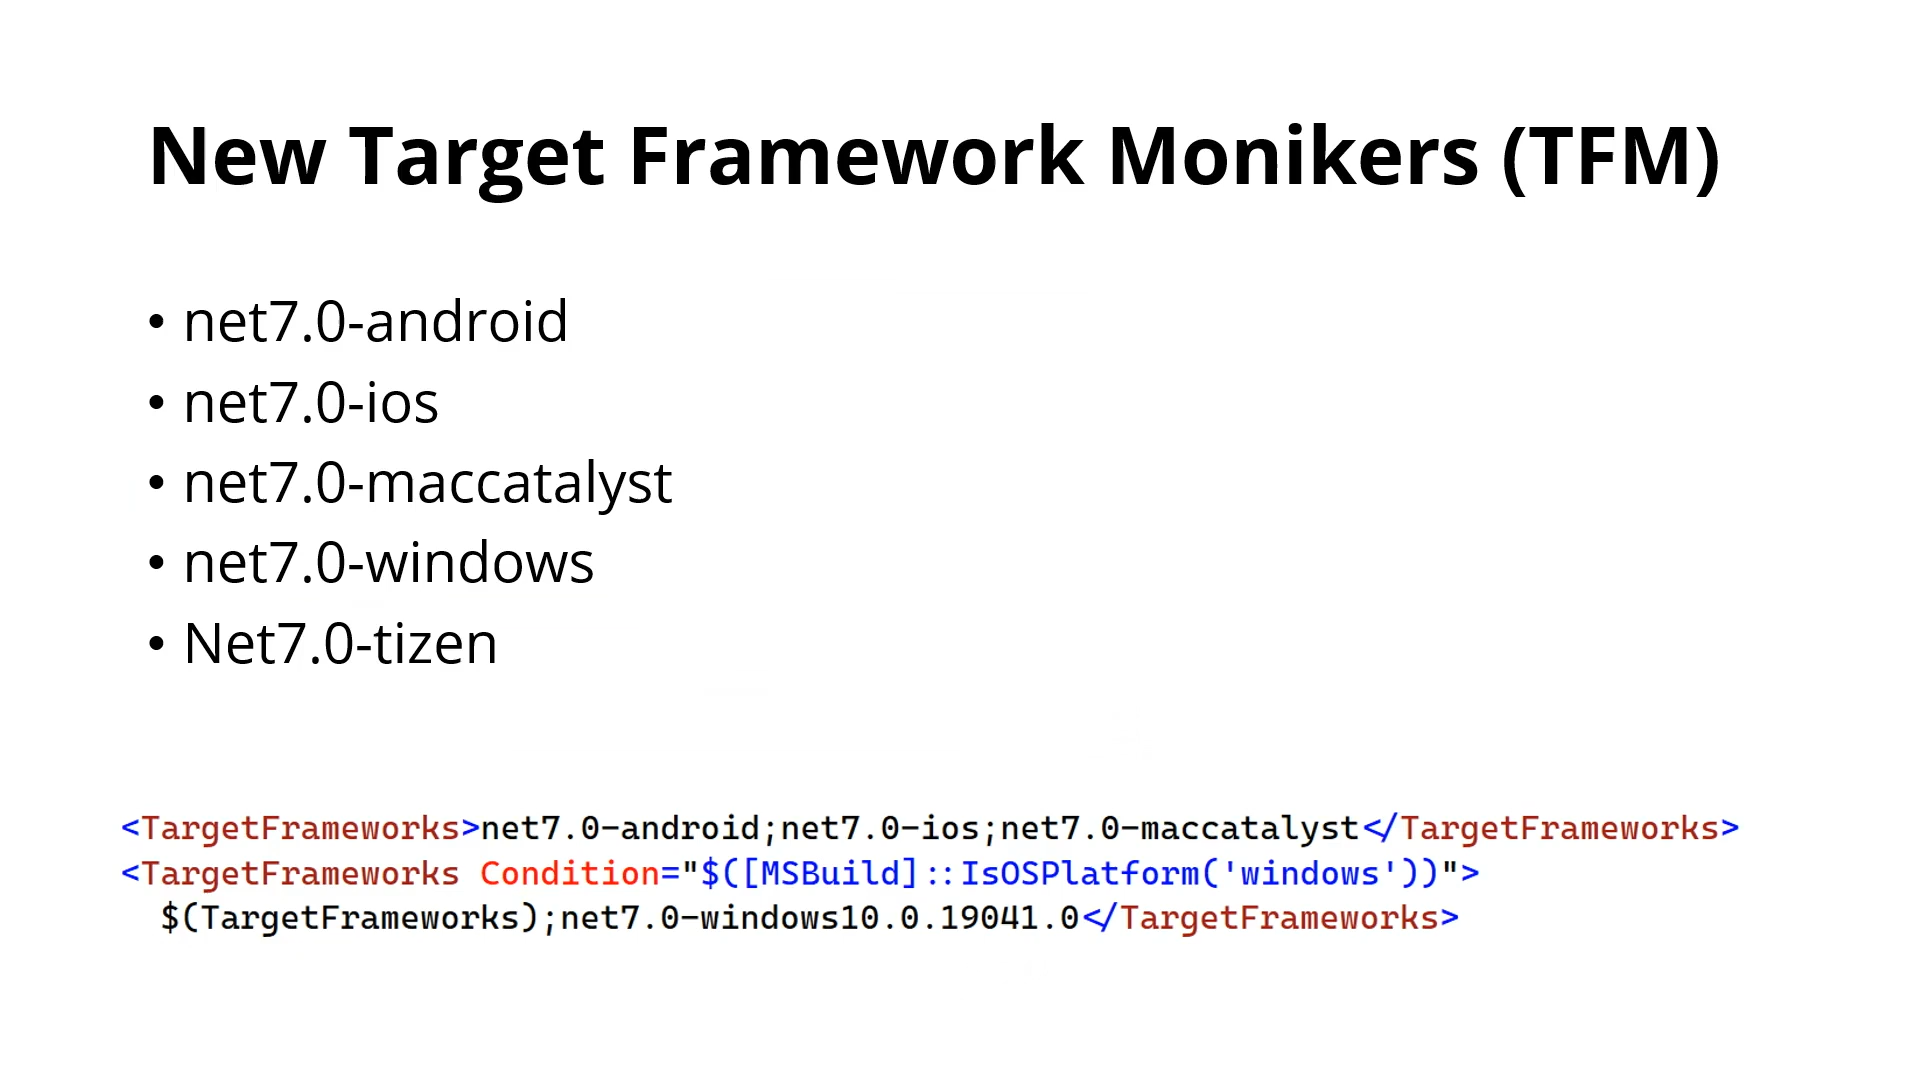 New Target Framework Monikers (TFM)
• net7.0-android
• net7.0-ios
• net7.0-maccatalyst
• net7.0-windows
• Net7.0-tizen
<TargetFrameworks>net7.0-android;net7.0-ios;net7.0-maccatalyst</TargetFrameworks>
<TargetFrameworks Condition="$([MSBuild]::IsOSPlatform('windows'))">
$(TargetFrameworks);net7.0-windows10.0.19041.0</TargetFrameworks>